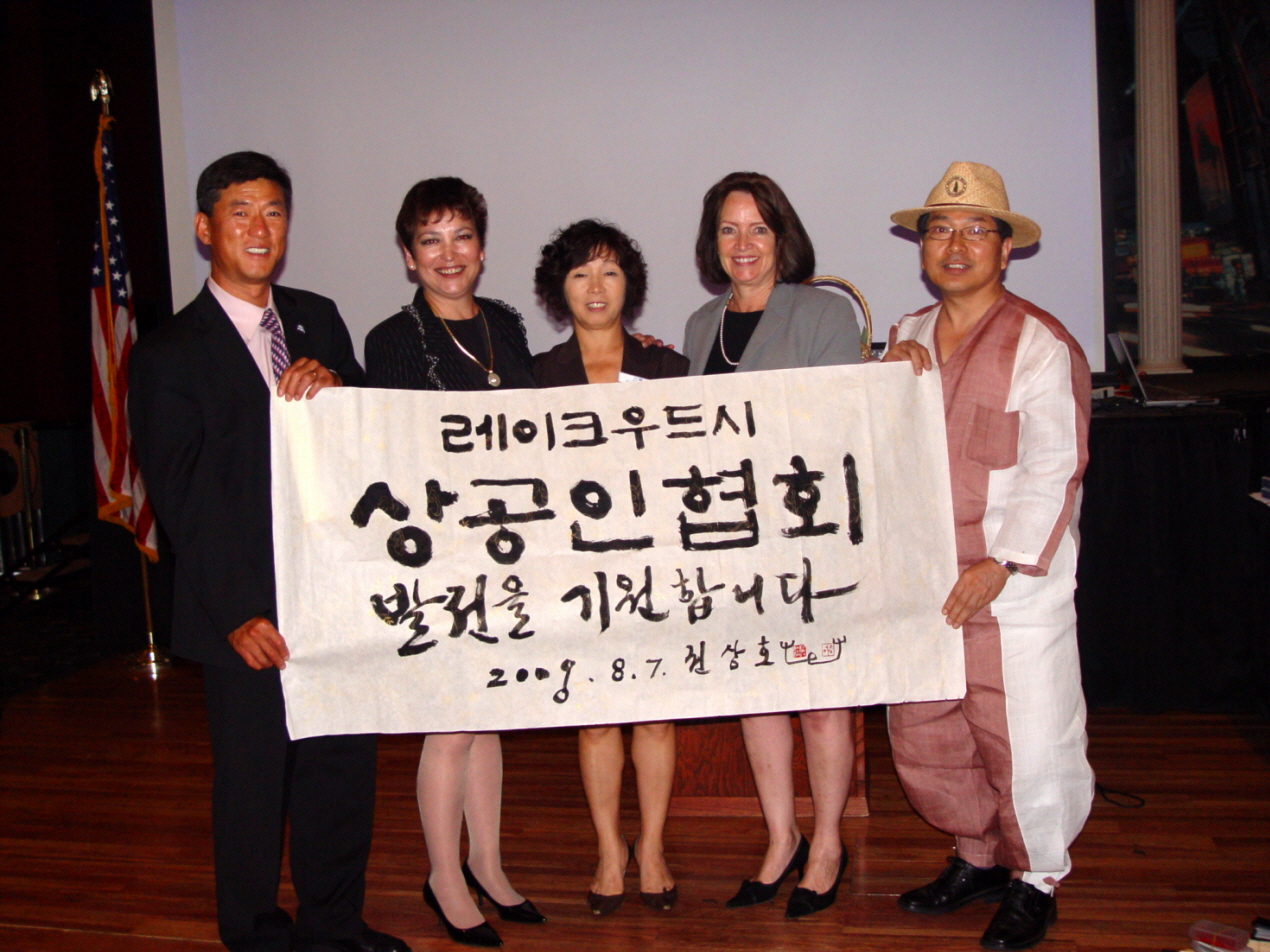 레이크우드시
상공인협회
발전을 기원합니다
2009. 8. 7. 권상호